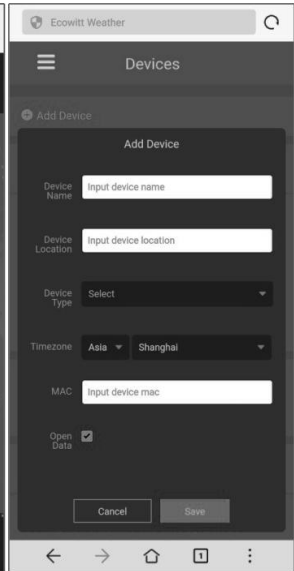 Ecowitt Weather
Devices
Add Device
Add Device
Device Name
Input device name
Device Location
Input device location
Device Type
Select
Timezone
Asia
Shanghai
MAC
Input device mac
Open Data
Cancel
Save
1